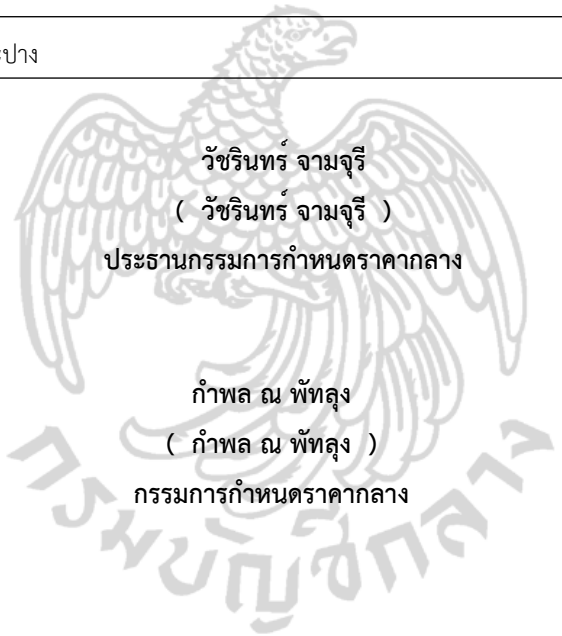 ะปาง
วัชรินทร์ จามจุรี
( วัชรินทร์ จามจุรี )
ประธานกรรมการกำหนดราคากลาง
กำพล ณ พัทลุง
( กำพล ณ พัทลุง )
กรรมการกำหนดราคากลาง
กรมบัญชีกลาง